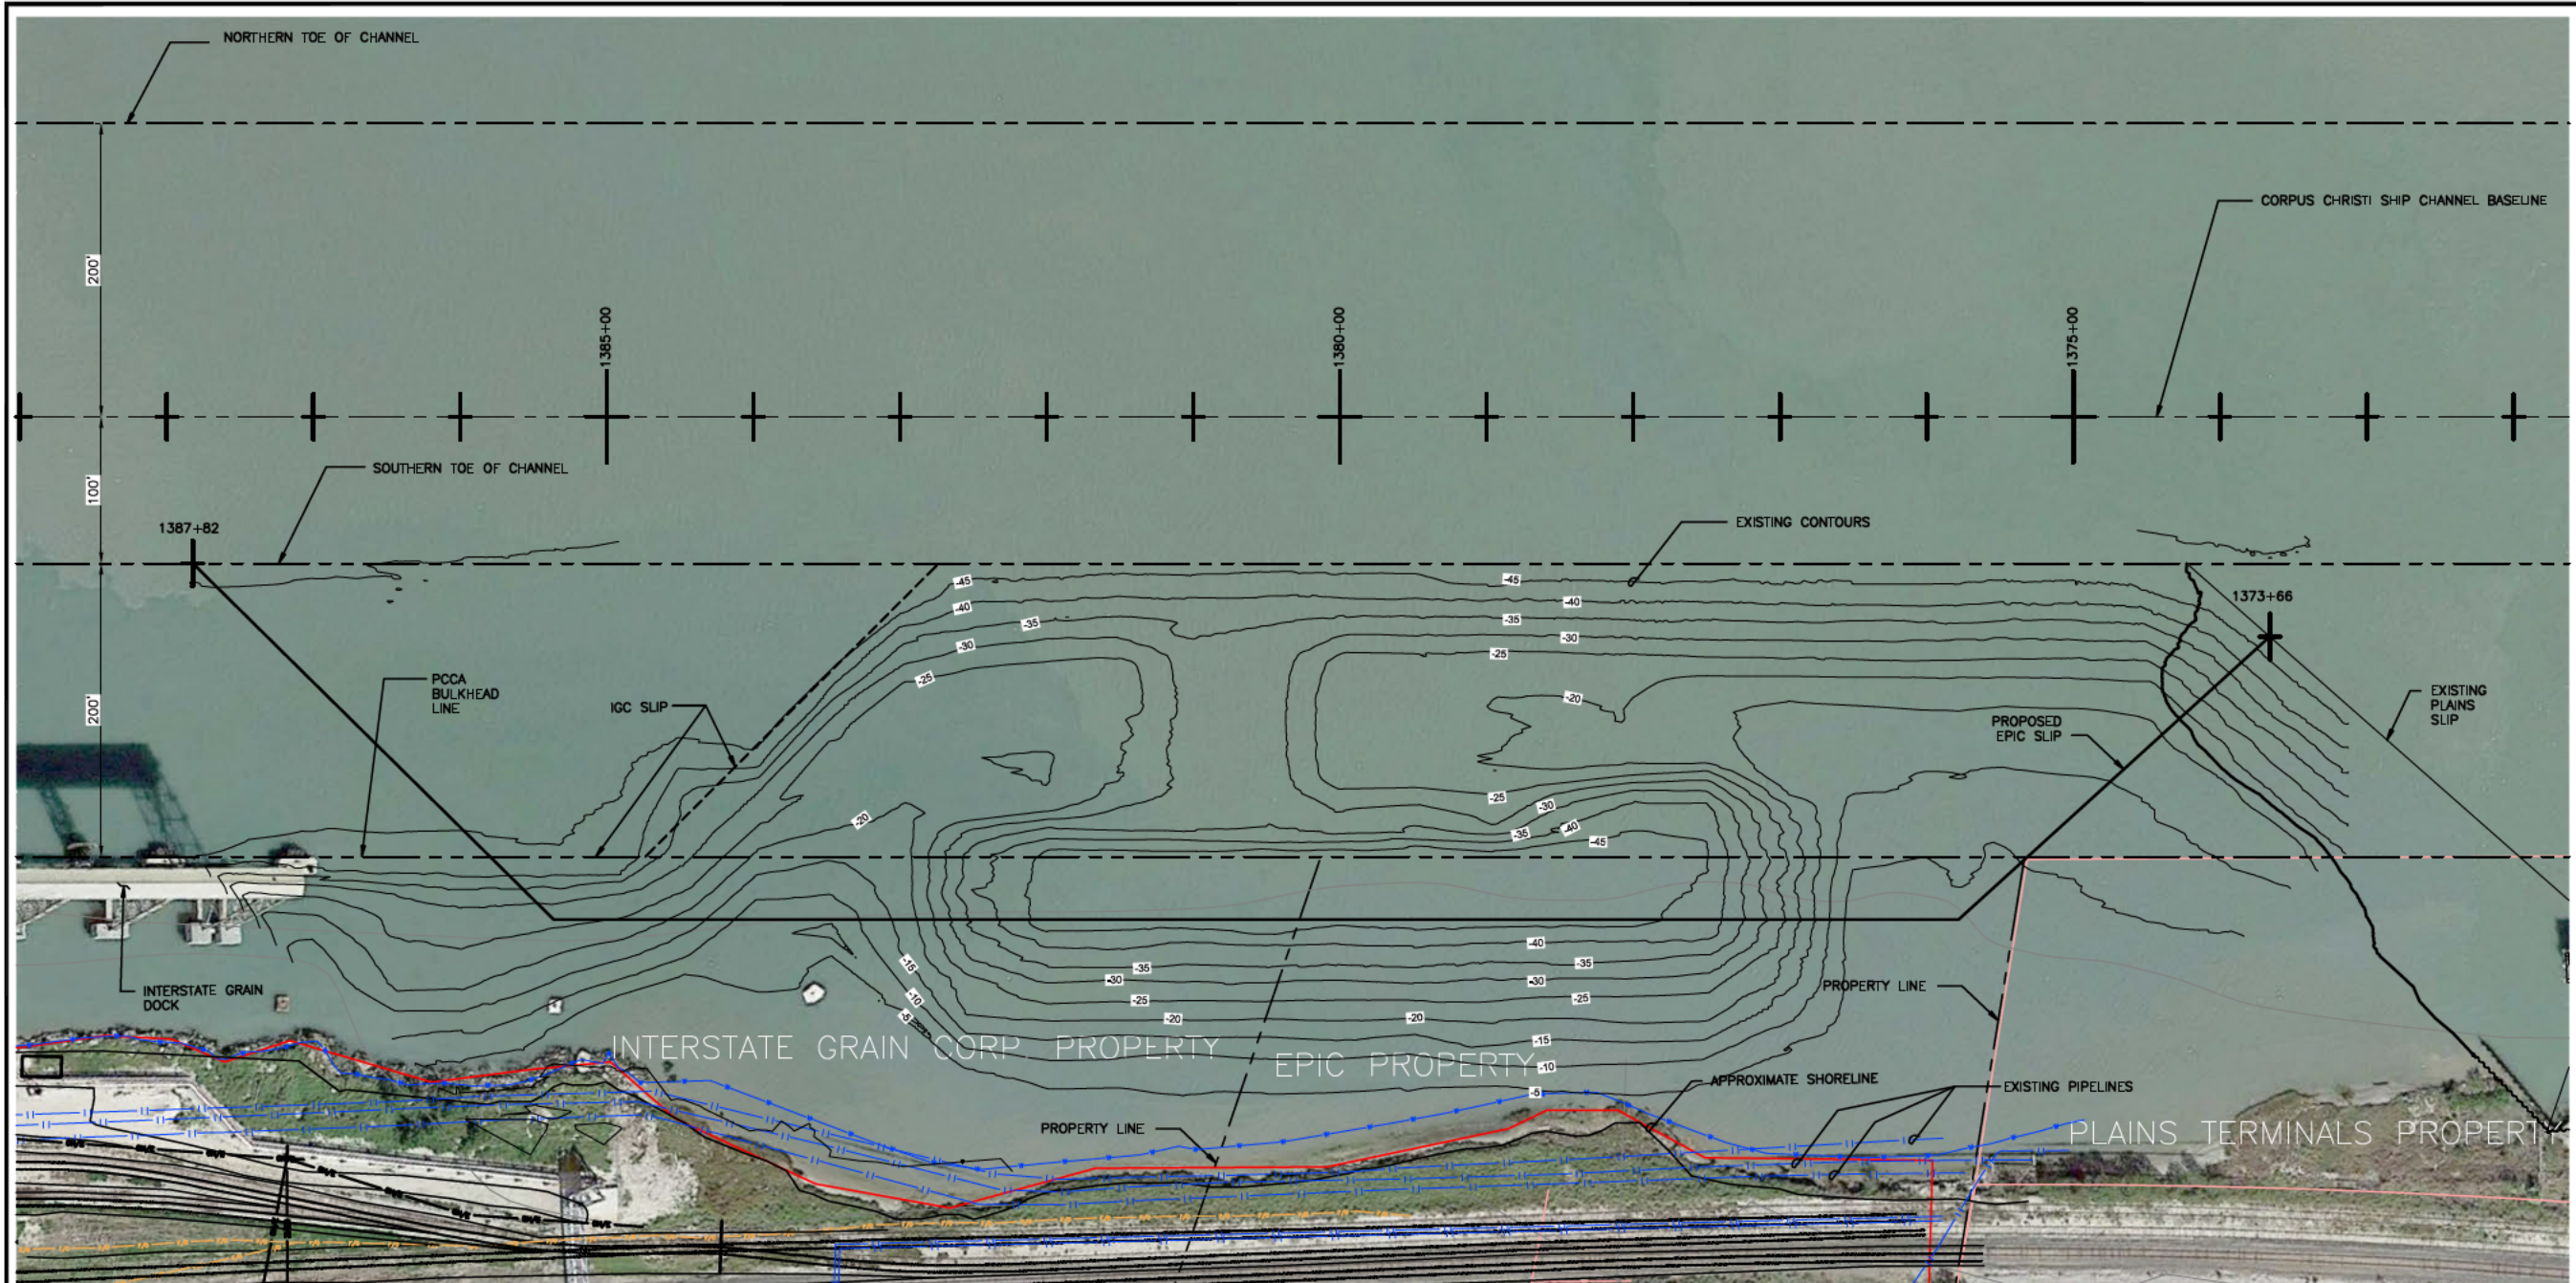 NORTHERN TOE OF CHANNEL
CORPUS CHRISTI SHIP CHANNEL BASELINE
200'
1385+00
1380+00
1375+00
SOUTHERN TOE OF CHANNEL
100'
1387+82
EXISTING CONTOURS
1373+66
-45
-45
-40
-40
-35
-35
-30
-30
-25
-25
-20
PCCA
BULKHEAD
LINE
IGC SLIP
200'
EXISTING
PLAINS
SLIP
PROPOSED
EPIC SLIP
-25
-30
-20
-35
-40
-45
INTERSTATE GRAIN
DOCK
-15
-10
-5
-40
-35
-35
-30
-30
-25
-25
-20
-20
-15
-10
-5
PROPERTY LINE
INTERSTATE GRAIN CORP PROPERTY
EPIC PROPERTY
APPROXIMATE SHORELINE
EXISTING PIPELINES
PROPERTY LINE
PLAINS TERMINALS PROPERTY